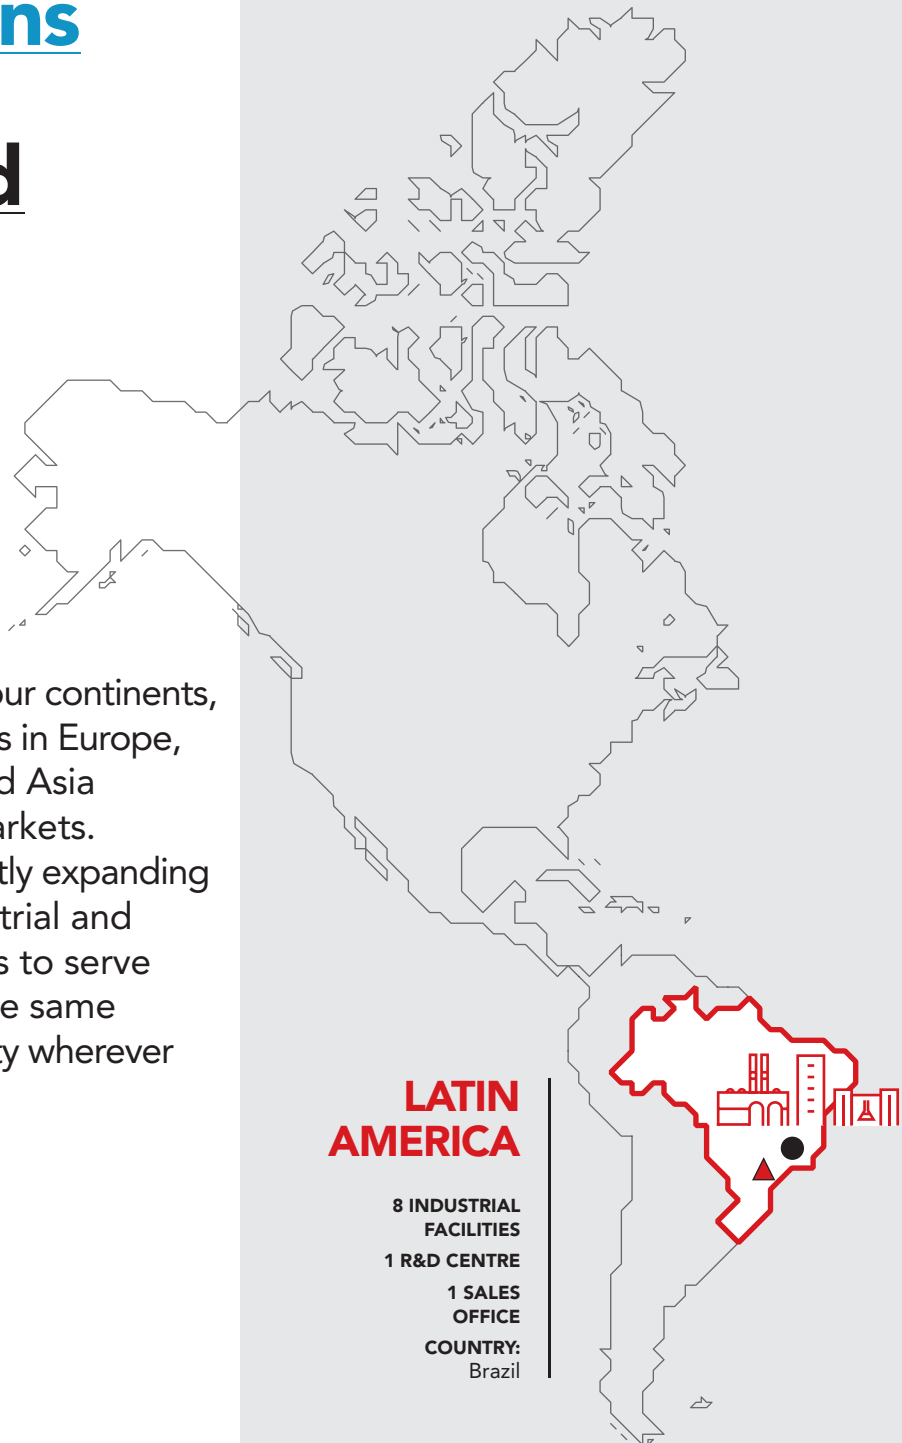 ns
d
our continents,
s in Europe,
d Asia
arkets.
tly expanding
trial and
s to serve
e same
ty wherever
LATIN
AMERICA
8 INDUSTRIAL
FACILITIES
1 R&D CENTRE
1 SALES
OFFICE
COUNTRY:
Brazil